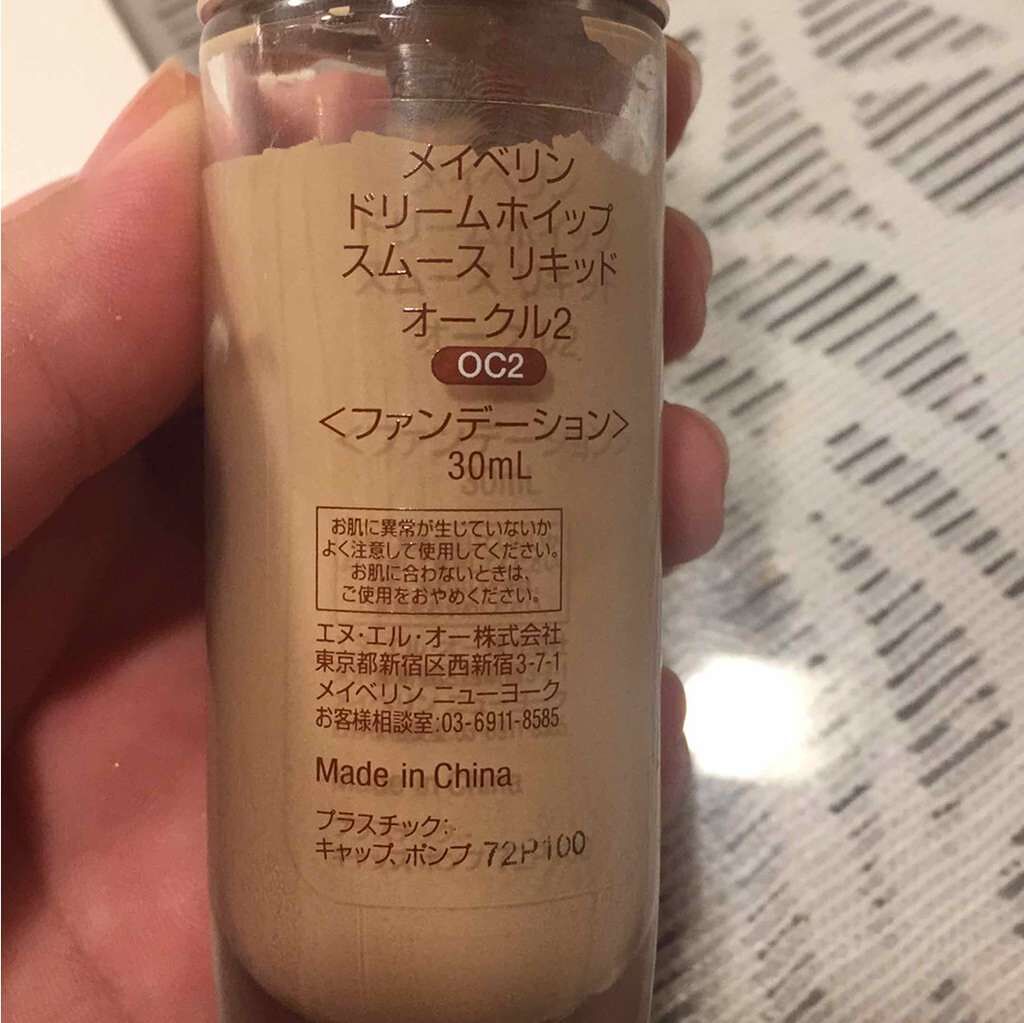 メイベリン
ドリームホイップ
スムース リキッド
オークル2
OC2
<ファンデーション>
30mL
お肌に異常が生じていないか
よく注意して使用してください。
お肌に合わないときは、
ご使用をおやめください。
エヌ・エル・オー株式会社
東京都新宿区西新宿3-7-1
メイベリン ニューヨーク
お客様相談室:03-6911-8585
Made in China
プラスチック:
キャップ、ポンプ 72P100